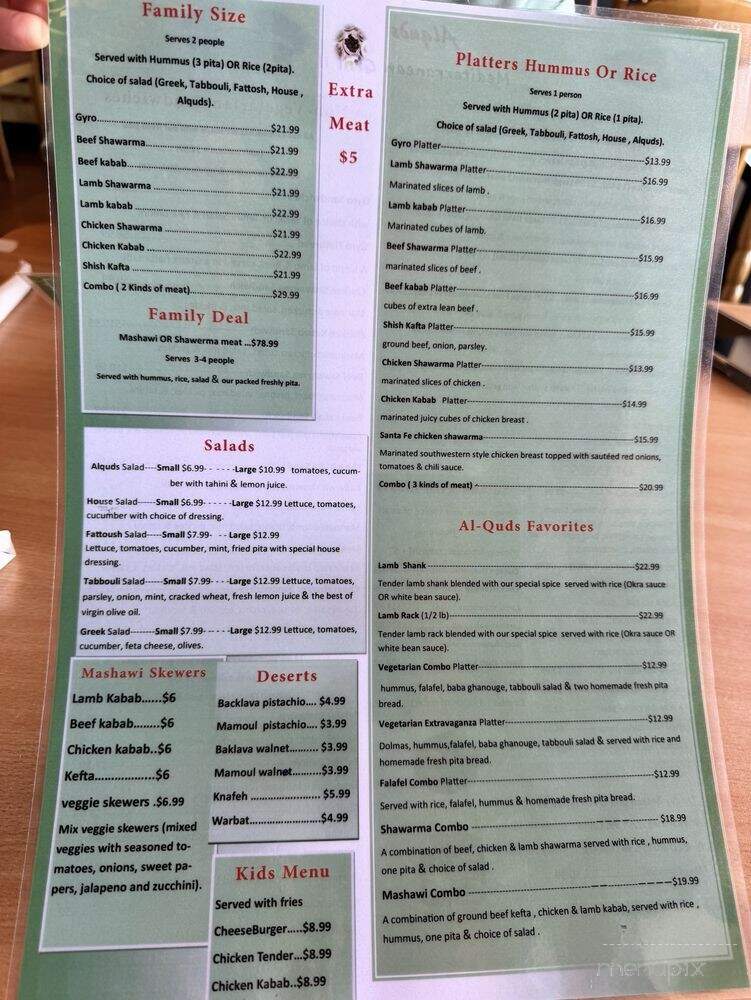 Family Size
Serves 2 people
Served with Hummus (3 pita) OR Rice (2pita).
Choice of salad (Greek, Tabbouli, Fattosh, House ,
Alquds).
Gyro..........$21.99
Beef Shawarma..........$21.99
Beef kabab..........$22.99
Lamb Shawarma ..........$21.99
Lamb kabab ..........$22.99
Chicken Shawarma ..........$21.99
Chicken Kabab ..........$22.99
Shish Kafta ..........$21.99
Combo ( 2 Kinds of meat)..........$29.99
Family Deal
Mashawi OR Shawerma meat ...$78.99
Serves 3-4 people
Served with hummus, rice, salad & our packed freshly pita.
Extra
Meat
$5
Salads
Alquds Salad----Small $6.99- - - - - -Large $10.99 tomatoes, cucum-
ber with tahini & lemon juice.
House Salad-----Small $6.99- - - - - -Large $12.99 Lettuce, tomatoes,
cucumber with choice of dressing.
Fattoush Salad-----Small $7.99- - - Large $12.99
Lettuce, tomatoes, cucumber, mint, fried pita with special house
dressing.
Tabbouli Salad------Small $7.99- - - -Large $12.99 Lettuce, tomatoes,
parsley, onion, mint, cracked wheat, fresh lemon juice & the best of
virgin olive oil.
Greek Salad--------Small $7.99- - - - -Large $12.99 Lettuce, tomatoes,
cucumber, feta cheese, olives.
Mashawi Skewers
Lamb Kabab......$6
Beef kabab........$6
Chicken kabab..$6
Kefta..................$6
veggie skewers .$6.99
Mix veggie skewers (mixed
veggies with seasoned to-
matoes, onions, sweet pa-
pers, jalapeno and zucchini).
Deserts
Backlava pistachio.... $4.99
Mamoul pistachio.... $3.99
Baklava walnet.......... $3.99
Mamoul walnet..........$3.99
Knafeh ...................... $5.99
Warbat.........................$4.99
Kids Menu
Served with fries
CheeseBurger.....$8.99
Chicken Tender...$8.99
Chicken Kabab..$8.99
Platters Hummus Or Rice
Serves 1 person
Served with Hummus (2 pita) OR Rice (1 pita).
Choice of salad (Greek, Tabbouli, Fattosh, House , Alquds).
Gyro Platter----------$13.99
Lamb Shawarma Platter----------$16.99
Marinated slices of lamb .
Lamb kabab Platter----------$16.99
Marinated cubes of lamb.
Beef Shawarma Platter----------$15.99
marinated slices of beef .
Beef kabab Platter----------$16.99
cubes of extra lean beef .
Shish Kafta Platter----------$15.99
ground beef, onion, parsley.
Chicken Shawarma Platter----------$13.99
marinated slices of chicken .
Chicken Kabab Platter----------$14.99
marinated juicy cubes of chicken breast .
Santa Fe chicken shawarma----------$15.99
Marinated southwestern style chicken breast topped with sautéed red onions,
tomatoes & chili sauce.
Combo ( 3 kinds of meat) ----------$20.99
Al-Quds Favorites
Lamb Shank ----------$22.99
Tender lamb shank blended with our special spice served with rice (Okra sauce
OR white bean sauce).
Lamb Rack (1/2 lb)----------$22.99
Tender lamb rack blended with our special spice served with rice (Okra sauce OR
white bean sauce).
Vegetarian Combo Platter----------$12.99
hummus, falafel, baba ghanouge, tabbouli salad & two homemade fresh pita
bread.
Vegetarian Extravaganza Platter----------$12.99
Dolmas, hummus,falafel, baba ghanouge, tabbouli salad & served with rice and
homemade fresh pita bread.
Falafel Combo Platter----------$12.99
Served with rice, falafel, hummus & homemade fresh pita bread.
Shawarma Combo ----------$18.99
A combination of beef, chicken & lamb shawarma served with rice , hummus,
one pita & choice of salad .
Mashawi Combo ----------$19.99
A combination of ground beef kefta , chicken & lamb kabab, served with rice ,
hummus, one pita & choice of salad .
menupix